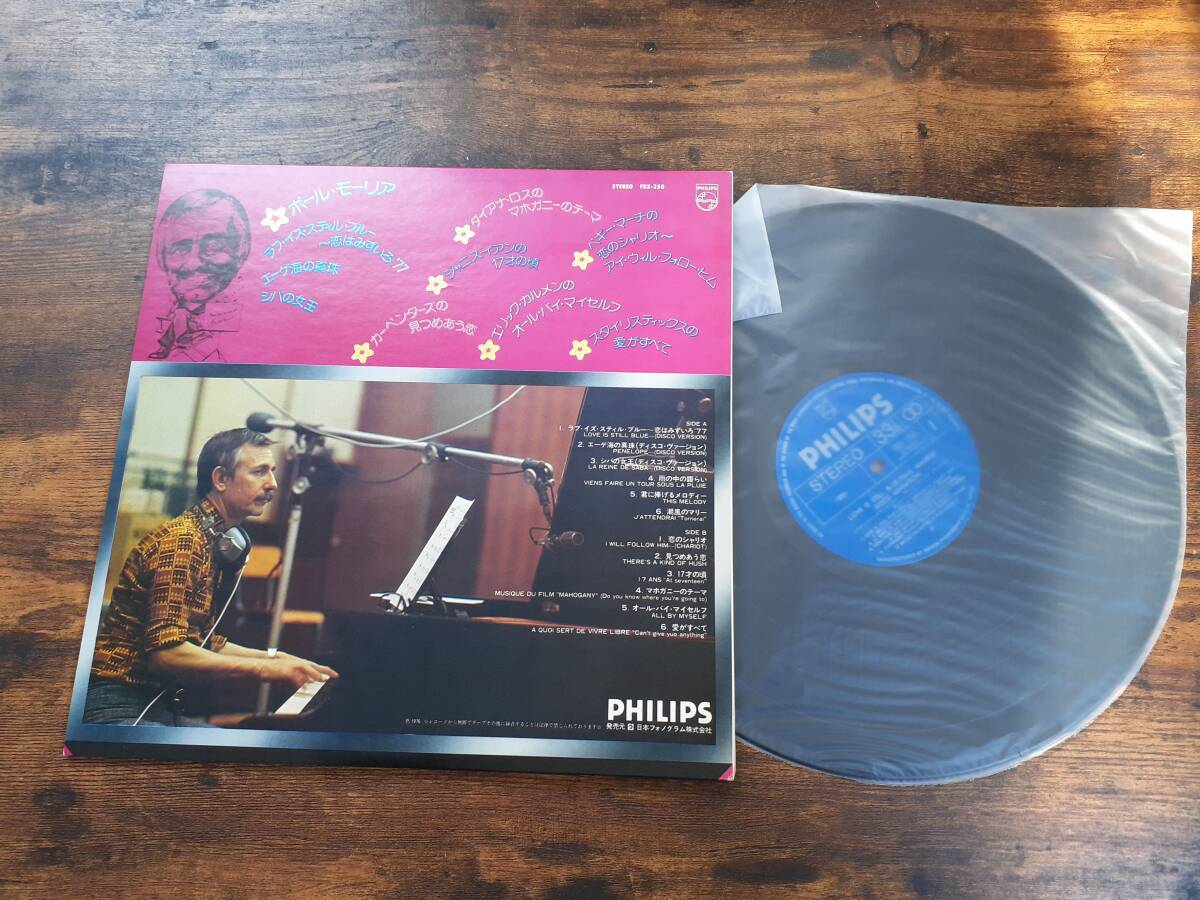 STEREO FDX-250
PHILIPS
ポール・モーリア
ラブ・イズ・スティル・ブルー
〜恋はみずいろ'77
エーゲ海の真珠
シバの女王
ダイアナ・ロスの
マホガニーのテーマ
ジャニス・イアンの
17才の頃
カーペンターズの
見つめあう恋
ペギー・マーチの
恋のシャリオ〜
アイ・ウィル・フォロー・ヒム
エリック・カルメンの
オール・バイ・マイセルフ
スタイリスティックスの
愛がすべて
SIDE A
1. ラブ・イズ・スティル・ブルー〜恋はみずいろ'77
LOVE IS STILL BLUE—(DISCO VERSION)
2. エーゲ海の真珠(ディスコ・ヴァージョン)
PENELOPE—(DISCO VERSION)
3. シバの女王(ディスコ・ヴァージョン)
LA REINE DE SABA—(DISCO VERSION)
4. 雨の中の語らい
VIENS FAIRE UN TOUR SOUS LA PLUIE
5. 君に捧げるメロディー
THIS MELODY
6. 潮風のマリー
J'ATTENDRAI "Tornerai"
SIDE B
1. 恋のシャリオ
I WILL FOLLOW HIM—(CHARIOT)
2. 見つめあう恋
THERE'S A KIND OF HUSH
3. 17才の頃
17 ANS "At seventeen"
4. マホガニーのテーマ
MUSIQUE DU FILM "MAHOGANY" (Do you know where you're going to)
5. オール・バイ・マイセルフ
ALL BY MYSELF
6. 愛がすべて
A QUOI SERT DE VIVRE LIBRE "Can't give yuo anything"
PHILIPS
発売元 日本フォノグラム株式会社
PHILIPS
33
STEREO